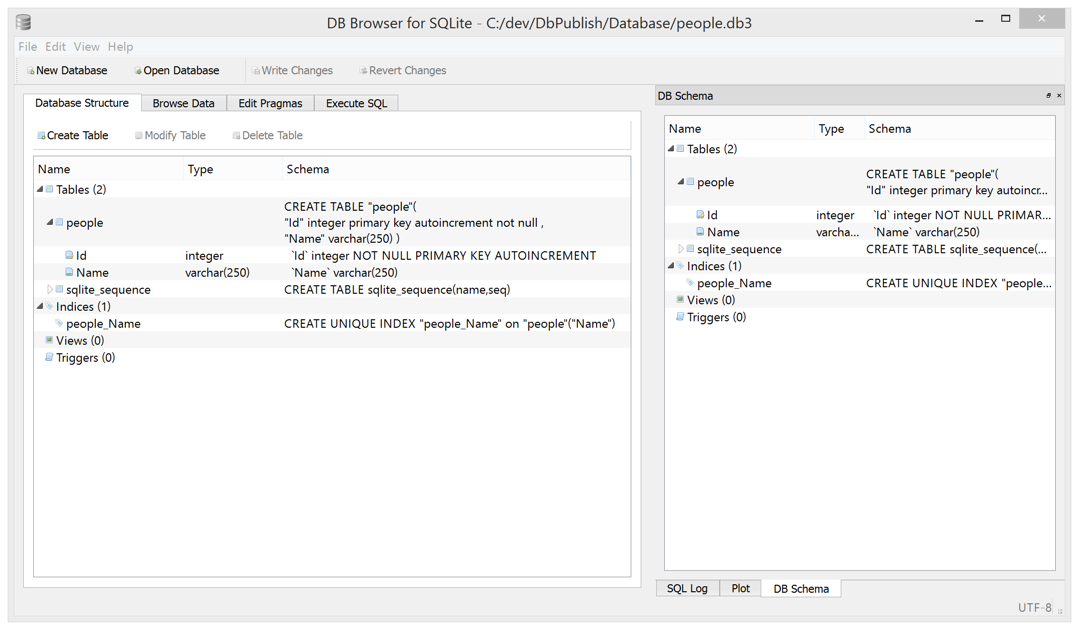 DB Browser for SQLite - C:/dev/DbPublish/Database/people.db3
File Edit View Help
New Database Open Database Write Changes Revert Changes
Database Structure Browse Data Edit Pragmas Execute SQL
Create Table Modify Table Delete Table
Name Type Schema
Tables (2)
people CREATE TABLE "people"(
"Id" integer primary key autoincrement not null ,
"Name" varchar(250) )
Id integer `Id` integer NOT NULL PRIMARY KEY AUTOINCREMENT
Name varchar(250) `Name` varchar(250)
sqlite_sequence CREATE TABLE sqlite_sequence(name,seq)
Indices (1)
people_Name CREATE UNIQUE INDEX "people_Name" on "people"("Name")
Views (0)
Triggers (0)
DB Schema
Name Type Schema
Tables (2)
people CREATE TABLE "people"(
"Id" integer primary key autoincr...
Id integer `Id` integer NOT NULL PRIMAR...
Name varcha... `Name` varchar(250)
sqlite_sequence CREATE TABLE sqlite_sequence(...
Indices (1)
people_Name CREATE UNIQUE INDEX "people...
Views (0)
Triggers (0)
SQL Log Plot DB Schema
UTF-8